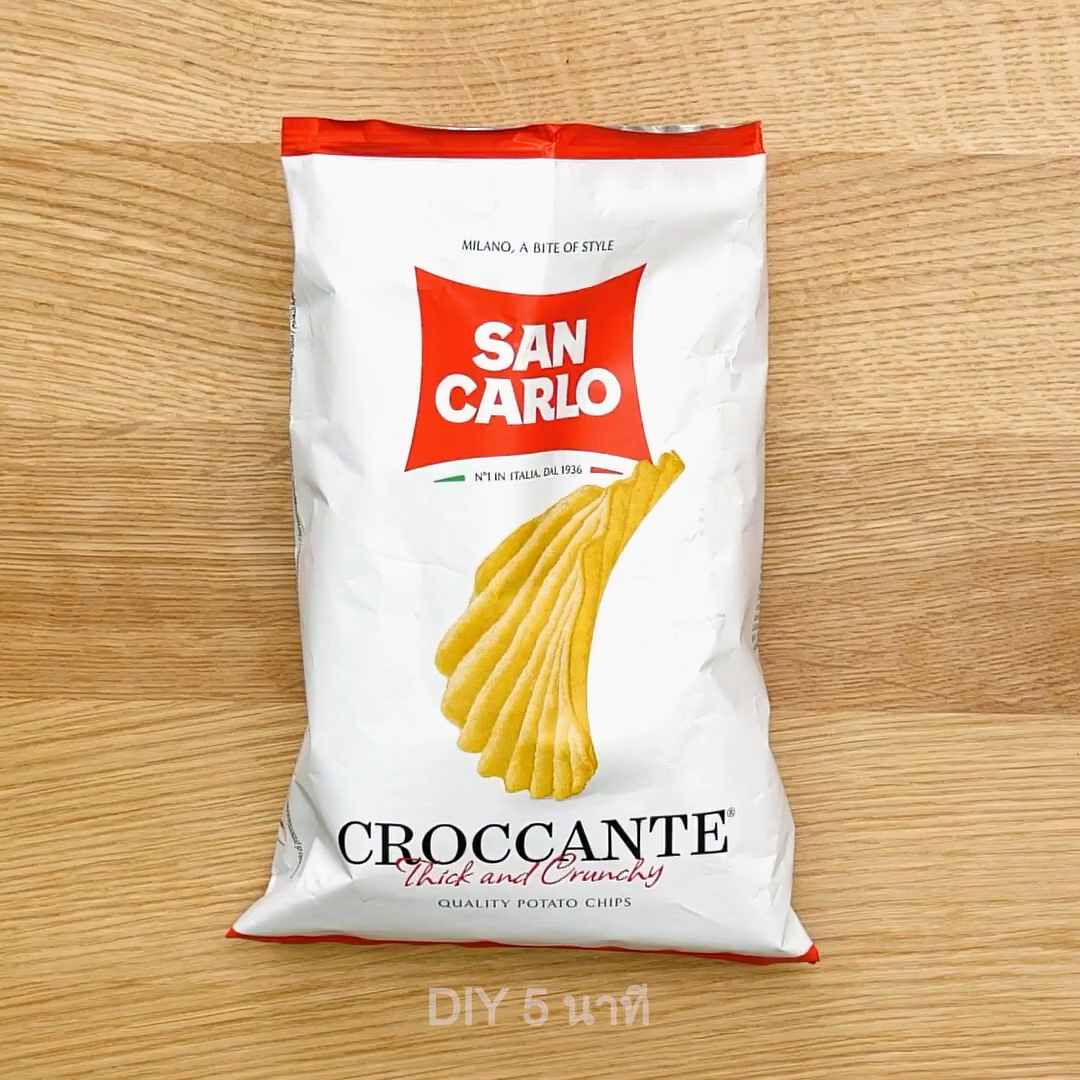 MILANO, A BITE OF STYLE
SAN
CARLO
N°1 IN ITALIA. DAL 1936
CROCCANTE®
Thick and Crunchy
QUALITY POTATO CHIPS
DIY 5 นาที